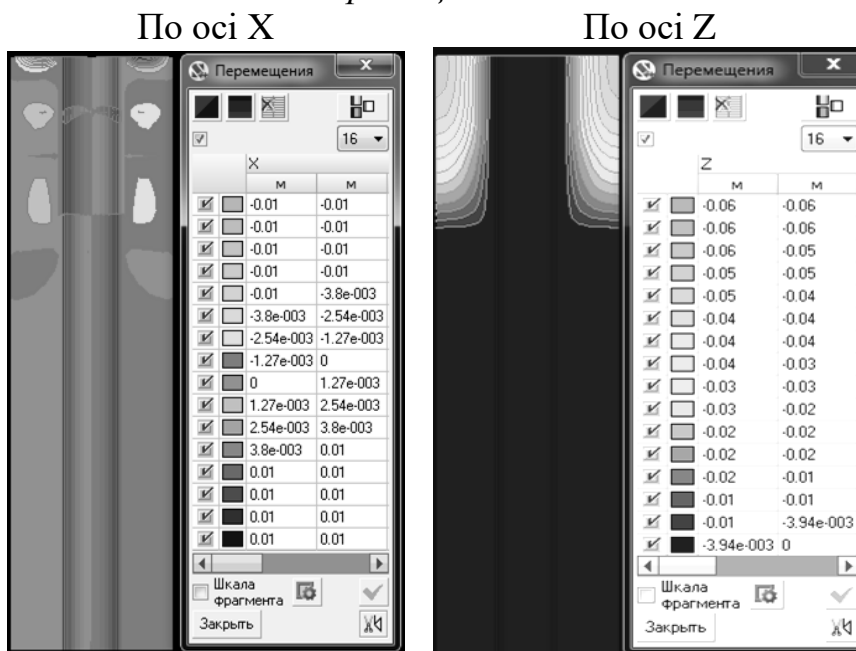 По осі X
По осі Z
Перемещения
16
X
м м
-0.01 -0.01
-0.01 -0.01
-0.01 -0.01
-0.01 -0.01
-0.01 -3.8e-003
-3.8e-003 -2.54e-003
-2.54e-003 -1.27e-003
-1.27e-003 0
0 1.27e-003
1.27e-003 2.54e-003
2.54e-003 3.8e-003
3.8e-003 0.01
0.01 0.01
0.01 0.01
0.01 0.01
0.01 0.01
Шкала
фрагмента
Закрыть
Перемещения
16
Z
м м
-0.06 -0.06
-0.06 -0.06
-0.06 -0.05
-0.05 -0.05
-0.05 -0.04
-0.04 -0.04
-0.04 -0.04
-0.04 -0.03
-0.03 -0.03
-0.03 -0.02
-0.02 -0.02
-0.02 -0.02
-0.02 -0.01
-0.01 -0.01
-0.01 -3.94e-003
-3.94e-003 0
Шкала
фрагмента
Закрыть